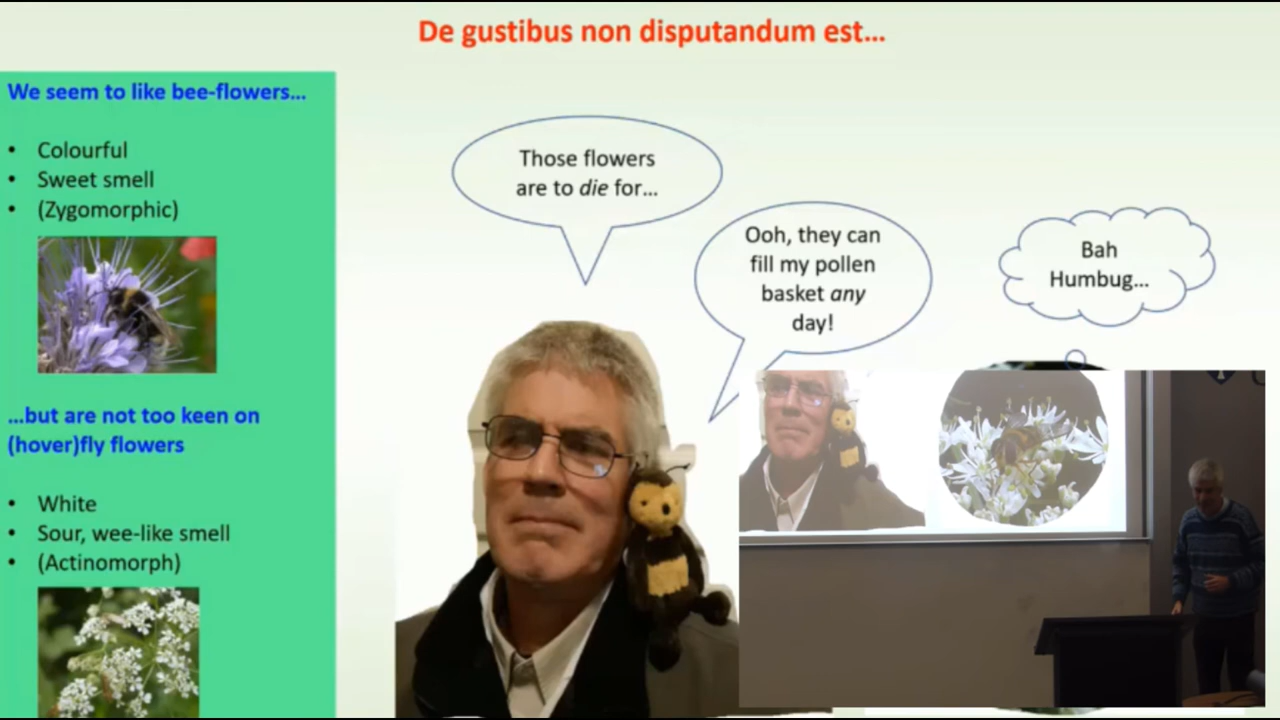 De gustibus non disputandum est...
We seem to like bee-flowers...
• Colourful
• Sweet smell
• (Zygomorphic)
...but are not too keen on
(hover)fly flowers
• White
• Sour, wee-like smell
• (Actinomorph)
Those flowers
are to die for...
Ooh, they can
fill my pollen
basket any
day!
Bah
Humbug...